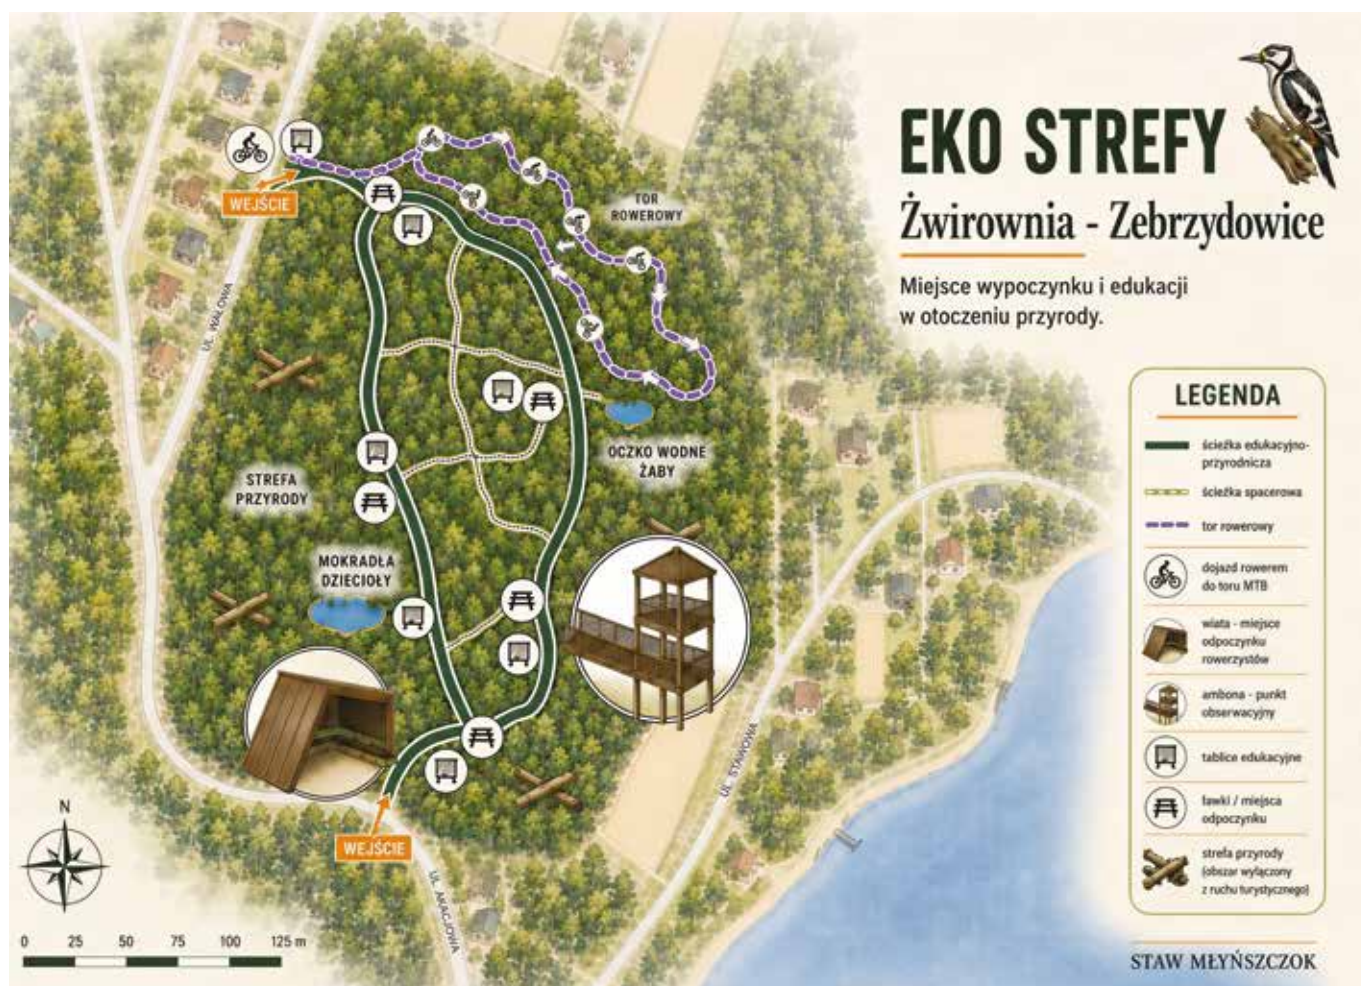 EKO STREFY
Żwirownia - Zebrzydowice
Miejsce wypoczynku i edukacji
w otoczeniu przyrody.
WEJŚCIE
TOR
ROWEROWY
UL. WAŁOWA
OCZKO WODNE
ŻABY
STREFA
PRZYRODY
MOKRADŁA
DZIECIOŁY
WEJŚCIE
UL. AKACJOWA
UL. STAWOWA
N
0 25 50 75 100 125 m
LEGENDA
ścieżka edukacyjno-
przyrodnicza
ścieżka spacerowa
tor rowerowy
dojazd rowerem
do toru MTB
wiata - miejsce
odpoczynku
rowerzystów
ambona - punkt
obserwacyjny
tablice edukacyjne
ławki / miejsca
odpoczynku
strefa przyrody
(obszar wyłączony
z ruchu turystycznego)
STAW MŁYŃSZCZOK